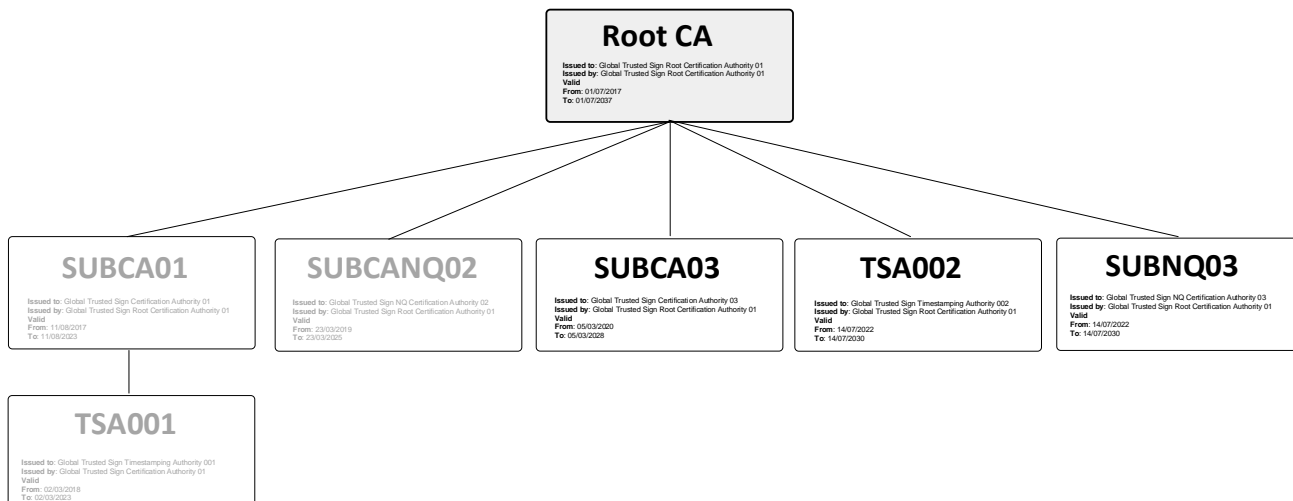 Root CA
Issued to: Global Trusted Sign Root Certification Authority 01
Issued by: Global Trusted Sign Root Certification Authority 01
Valid
From: 01/07/2017
To: 01/07/2037
SUBCA01
Issued to: Global Trusted Sign Certification Authority 01
Issued by: Global Trusted Sign Root Certification Authority 01
Valid
From: 11/08/2017
To: 11/08/2023
SUBCANQ02
Issued to: Global Trusted Sign NQ Certification Authority 02
Issued by: Global Trusted Sign Root Certification Authority 01
Valid
From: 23/03/2019
To: 23/03/2025
SUBCA03
Issued to: Global Trusted Sign Certification Authority 03
Issued by: Global Trusted Sign Root Certification Authority 01
Valid
From: 05/03/2020
To: 05/03/2028
TSA002
Issued to: Global Trusted Sign Timestamping Authority 002
Issued by: Global Trusted Sign Root Certification Authority 01
Valid
From: 14/07/2022
To: 14/07/2030
SUBNQ03
Issued to: Global Trusted Sign NQ Certification Authority 03
Issued by: Global Trusted Sign Root Certification Authority 01
Valid
From: 14/07/2022
To: 14/07/2030
TSA001
Issued to: Global Trusted Sign Timestamping Authority 001
Issued by: Global Trusted Sign Certification Authority 01
Valid
From: 02/03/2018
To: 02/03/2023